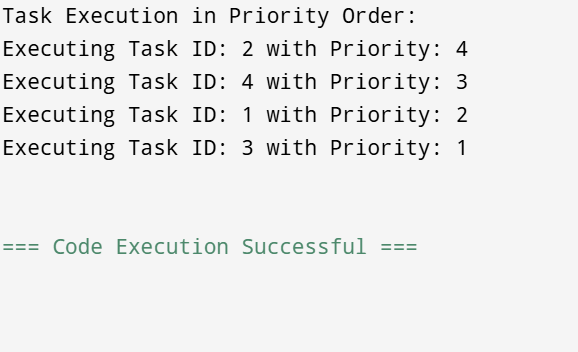 Task Execution in Priority Order:
Executing Task ID: 2 with Priority: 4
Executing Task ID: 4 with Priority: 3
Executing Task ID: 1 with Priority: 2
Executing Task ID: 3 with Priority: 1
=== Code Execution Successful ===